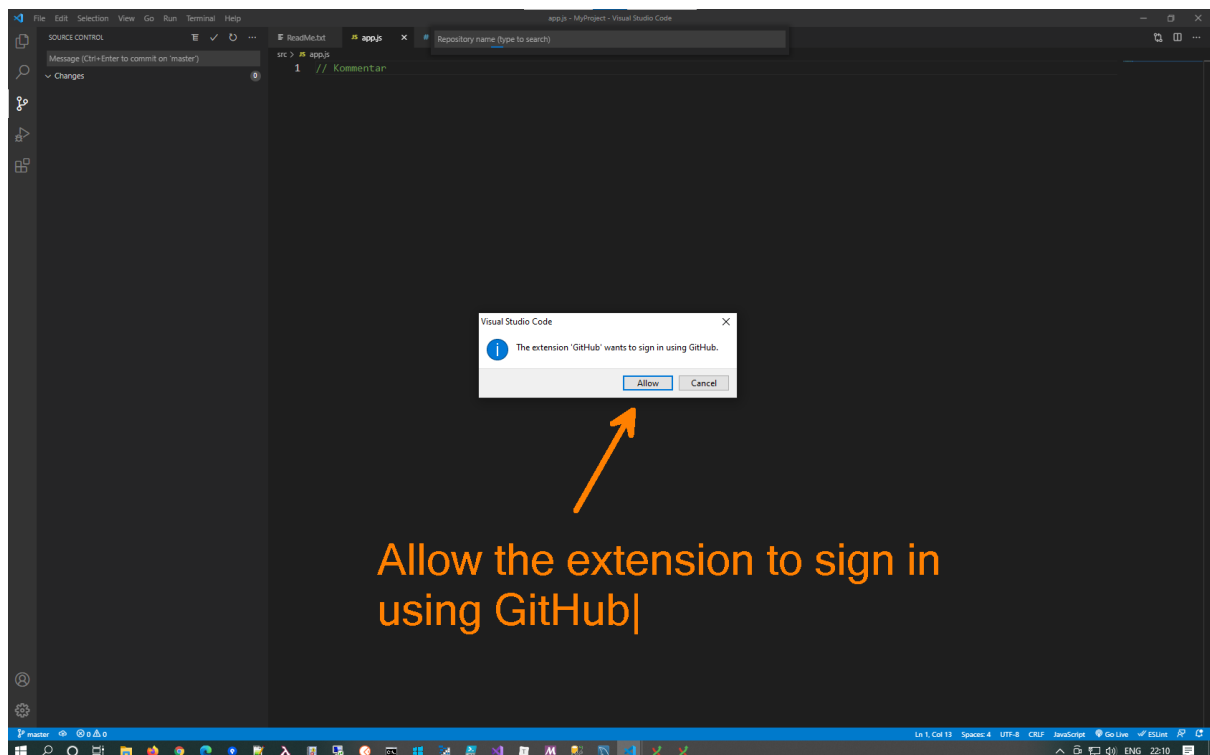 File Edit Selection View Go Run Terminal Help
app.js - MyProject - Visual Studio Code
SOURCE CONTROL
ReadMe.txt
JS app.js
#
Repository name (type to search)
Message (Ctrl+Enter to commit on 'master')
src > JS app.js
Changes 0
1 // Kommentar
Visual Studio Code
The extension 'GitHub' wants to sign in using GitHub.
Allow Cancel
Allow the extension to sign in
using GitHub|
master 0 0 Ln 1, Col 13 Spaces: 4 UTF-8 CRLF JavaScript Go Live ESLint
ENG 22:10